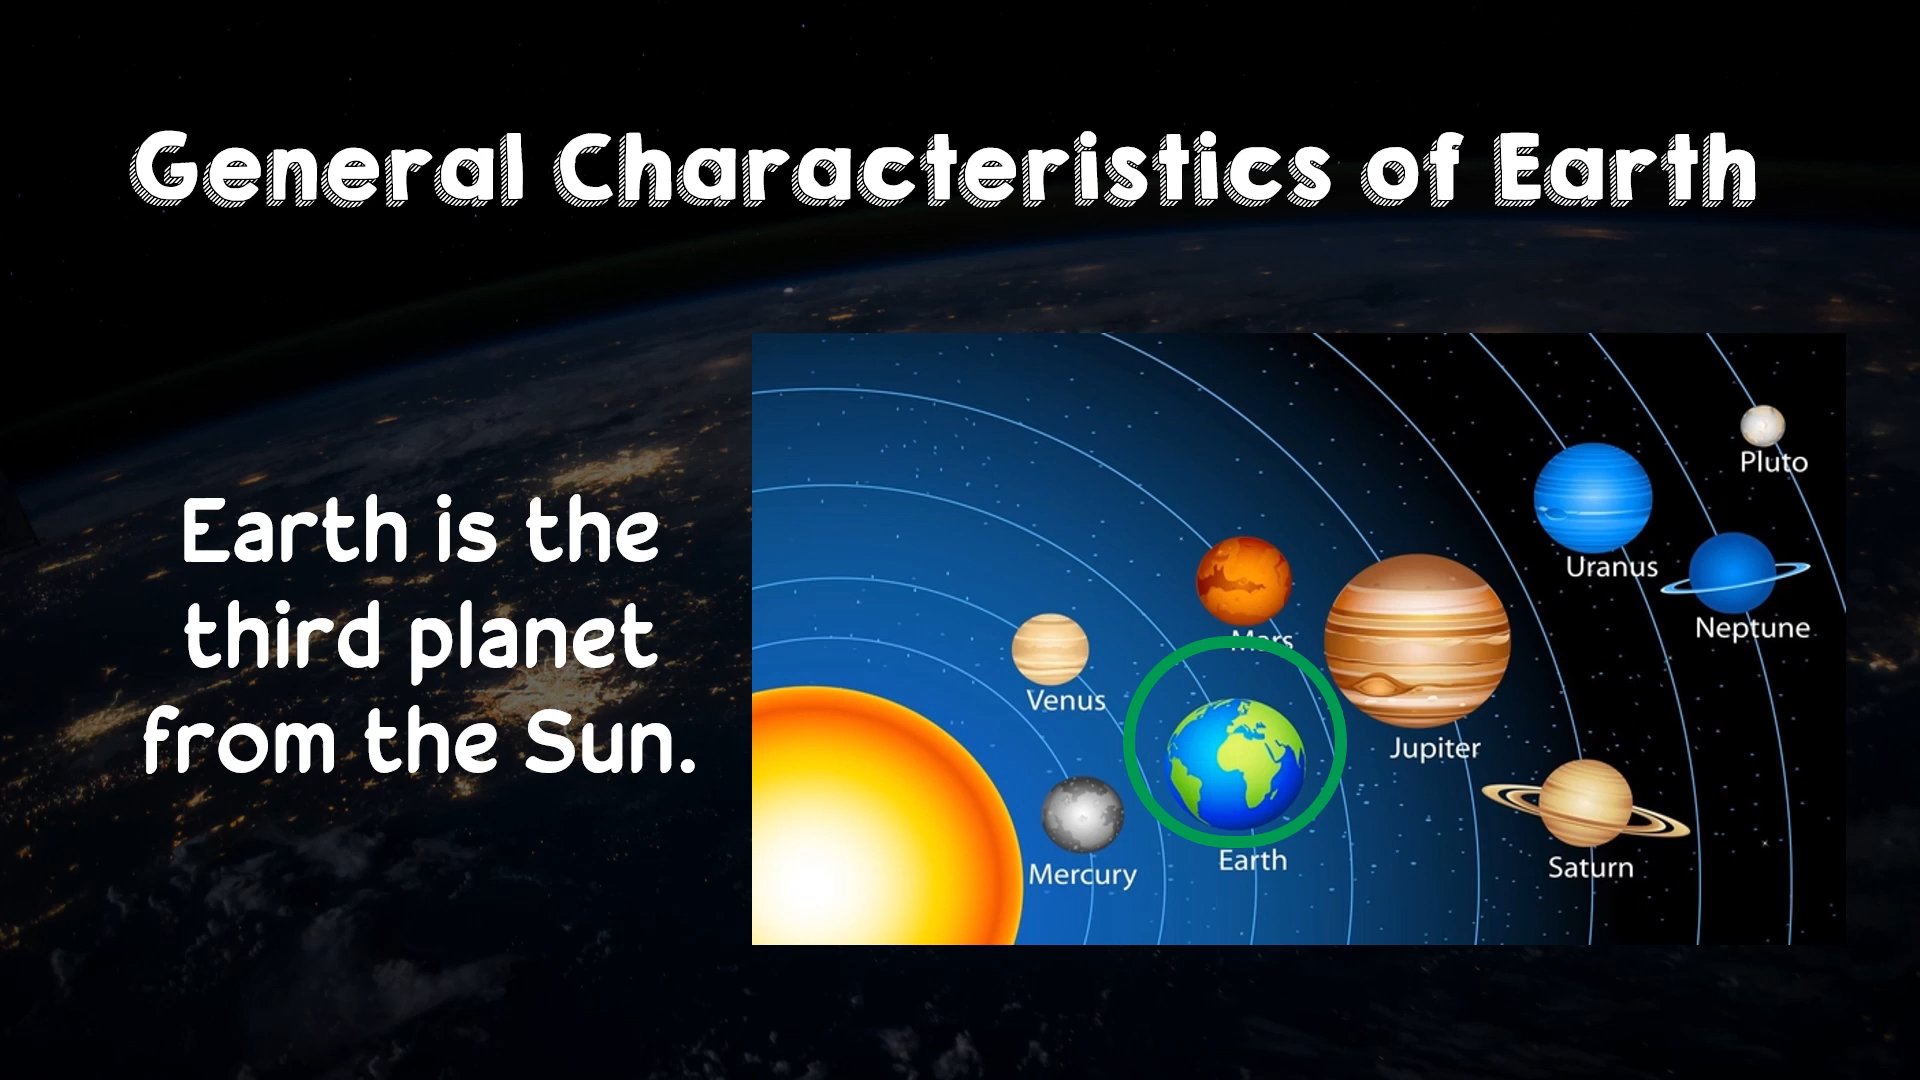 General Characteristics of Earth
Earth is the
third planet
from the Sun.
Pluto
Uranus
Neptune
Mars
Venus
Jupiter
Earth
Saturn
Mercury